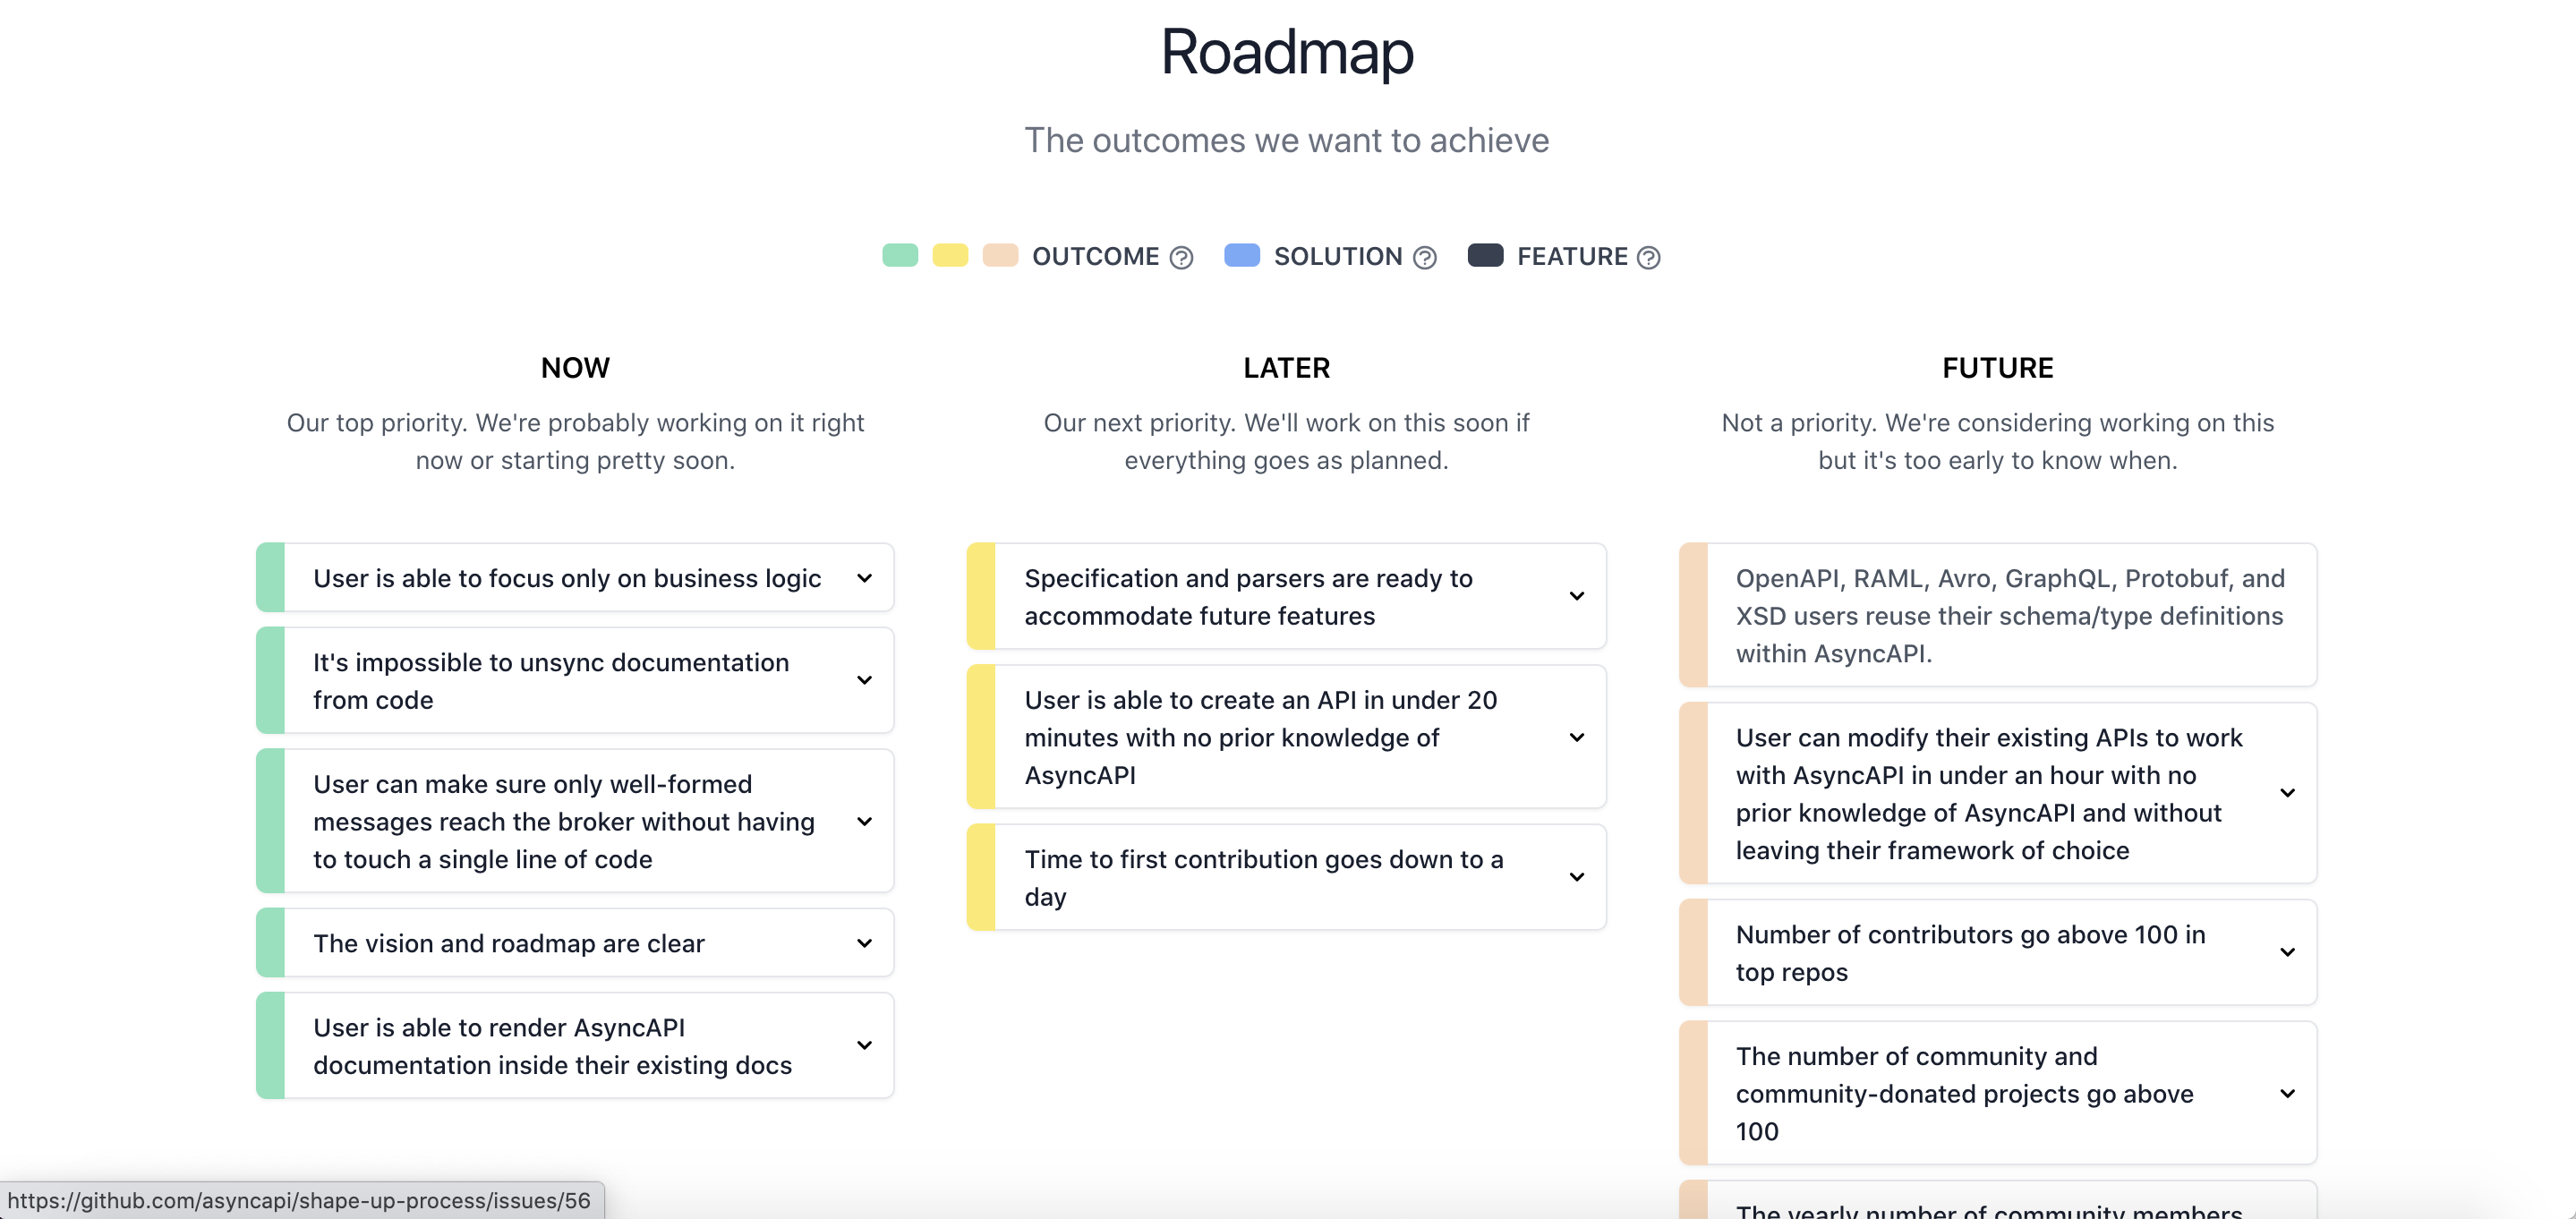 Roadmap
The outcomes we want to achieve
OUTCOME ? SOLUTION ? FEATURE ?
NOW
Our top priority. We're probably working on it right
now or starting pretty soon.
User is able to focus only on business logic
It's impossible to unsync documentation
from code
User can make sure only well-formed
messages reach the broker without having
to touch a single line of code
The vision and roadmap are clear
User is able to render AsyncAPI
documentation inside their existing docs
LATER
Our next priority. We'll work on this soon if
everything goes as planned.
Specification and parsers are ready to
accommodate future features
User is able to create an API in under 20
minutes with no prior knowledge of
AsyncAPI
Time to first contribution goes down to a
day
FUTURE
Not a priority. We're considering working on this
but it's too early to know when.
OpenAPI, RAML, Avro, GraphQL, Protobuf, and
XSD users reuse their schema/type definitions
within AsyncAPI.
User can modify their existing APIs to work
with AsyncAPI in under an hour with no
prior knowledge of AsyncAPI and without
leaving their framework of choice
Number of contributors go above 100 in
top repos
The number of community and
community-donated projects go above
100
The yearly number of community members
https://github.com/asyncapi/shape-up-process/issues/56